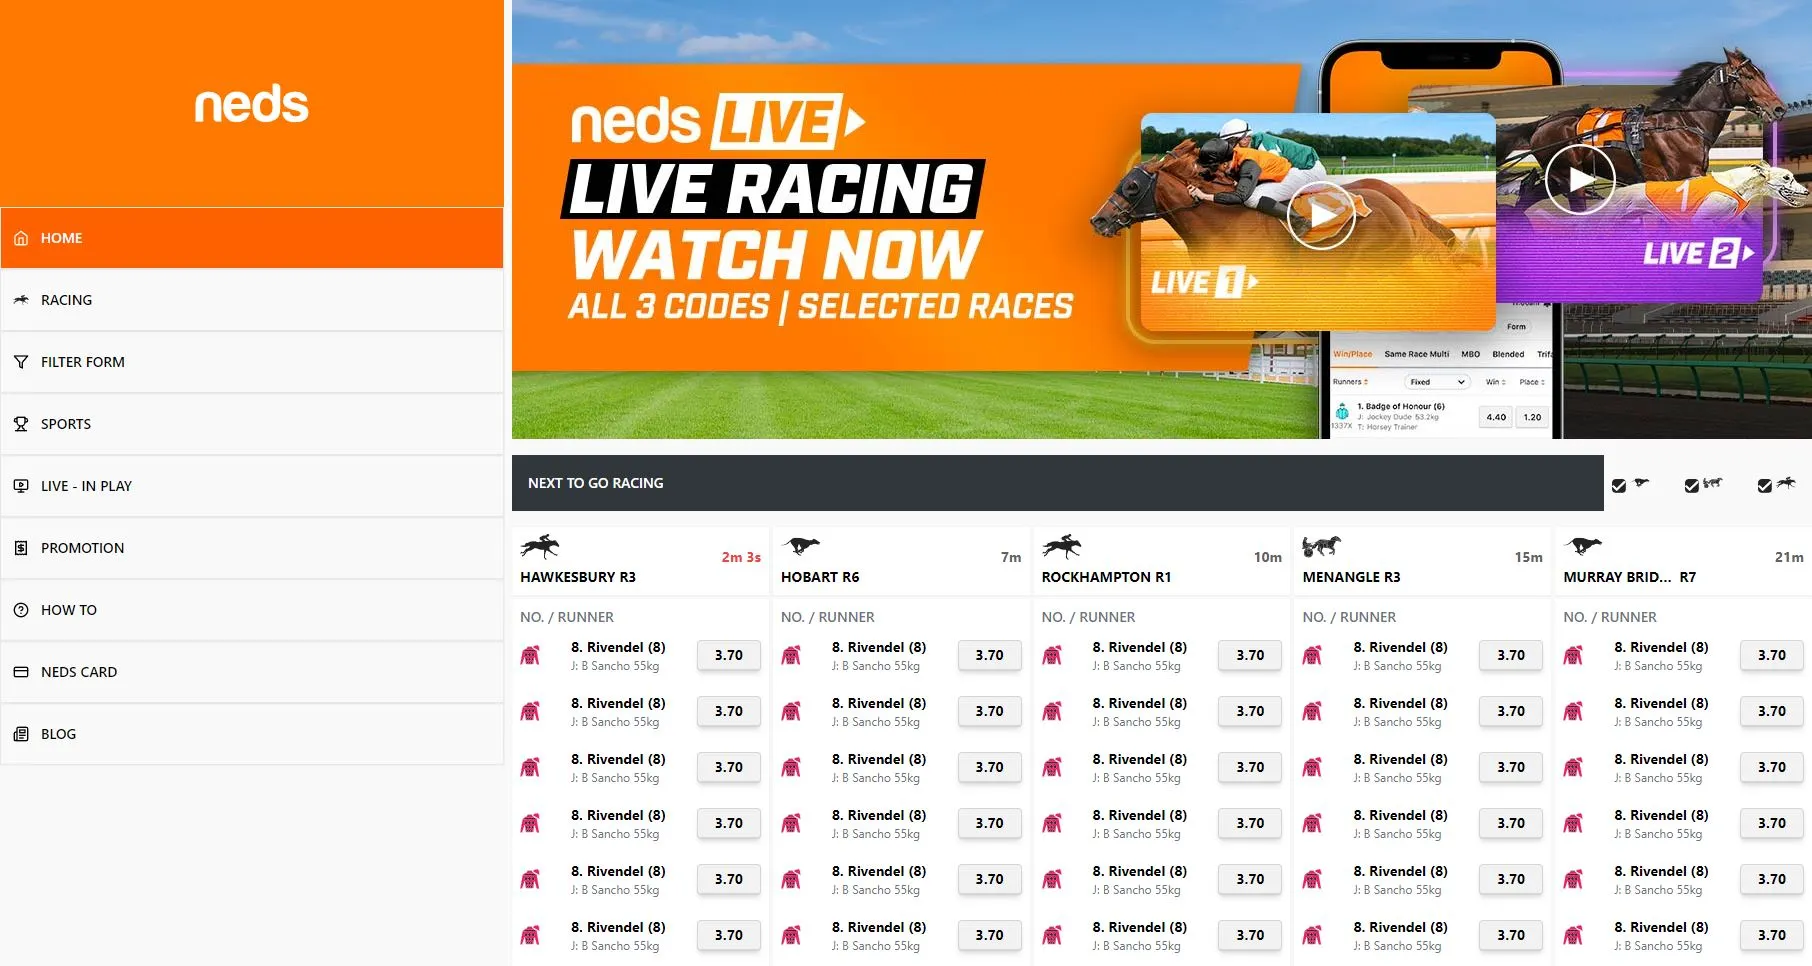 neds
HOME
RACING
FILTER FORM
SPORTS
LIVE - IN PLAY
PROMOTION
HOW TO
NEDS CARD
BLOG
neds LIVE
LIVE RACING
WATCH NOW
ALL 3 CODES | SELECTED RACES
LIVE 1
LIVE 2
1
Form
Win/Place Same Race Multi MBO Blended Trifa
Runners Fixed Win Place
1. Badge of Honour (6)
J: Jockey Dude 53.2kg
1337X T: Horsey Trainer
4.40 1.20
NEXT TO GO RACING
HAWKESBURY R3 2m 3s
NO. / RUNNER
8. Rivendel (8) 3.70
J: B Sancho 55kg
8. Rivendel (8) 3.70
J: B Sancho 55kg
8. Rivendel (8) 3.70
J: B Sancho 55kg
8. Rivendel (8) 3.70
J: B Sancho 55kg
8. Rivendel (8) 3.70
J: B Sancho 55kg
8. Rivendel (8) 3.70
J: B Sancho 55kg
HOBART R6 7m
NO. / RUNNER
8. Rivendel (8) 3.70
J: B Sancho 55kg
8. Rivendel (8) 3.70
J: B Sancho 55kg
8. Rivendel (8) 3.70
J: B Sancho 55kg
8. Rivendel (8) 3.70
J: B Sancho 55kg
8. Rivendel (8) 3.70
J: B Sancho 55kg
8. Rivendel (8) 3.70
J: B Sancho 55kg
ROCKHAMPTON R1 10m
NO. / RUNNER
8. Rivendel (8) 3.70
J: B Sancho 55kg
8. Rivendel (8) 3.70
J: B Sancho 55kg
8. Rivendel (8) 3.70
J: B Sancho 55kg
8. Rivendel (8) 3.70
J: B Sancho 55kg
8. Rivendel (8) 3.70
J: B Sancho 55kg
8. Rivendel (8) 3.70
J: B Sancho 55kg
MENANGLE R3 15m
NO. / RUNNER
8. Rivendel (8) 3.70
J: B Sancho 55kg
8. Rivendel (8) 3.70
J: B Sancho 55kg
8. Rivendel (8) 3.70
J: B Sancho 55kg
8. Rivendel (8) 3.70
J: B Sancho 55kg
8. Rivendel (8) 3.70
J: B Sancho 55kg
8. Rivendel (8) 3.70
J: B Sancho 55kg
MURRAY BRID... R7 21m
NO. / RUNNER
8. Rivendel (8) 3.70
J: B Sancho 55kg
8. Rivendel (8) 3.70
J: B Sancho 55kg
8. Rivendel (8) 3.70
J: B Sancho 55kg
8. Rivendel (8) 3.70
J: B Sancho 55kg
8. Rivendel (8) 3.70
J: B Sancho 55kg
8. Rivendel (8) 3.70
J: B Sancho 55kg